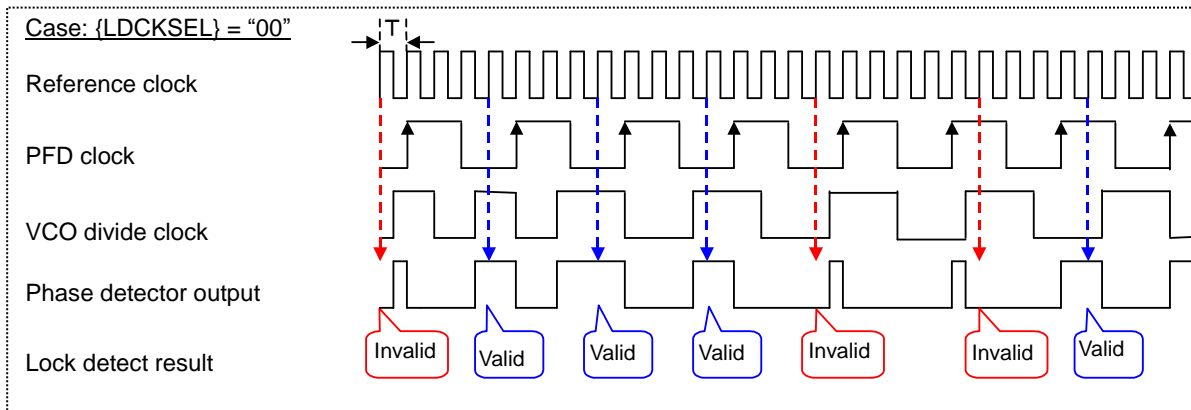 Case: {LDCKSEL} = “00”
T
Reference clock
PFD clock
VCO divide clock
Phase detector output
Lock detect result
Invalid
Valid
Valid
Valid
Invalid
Invalid
Valid